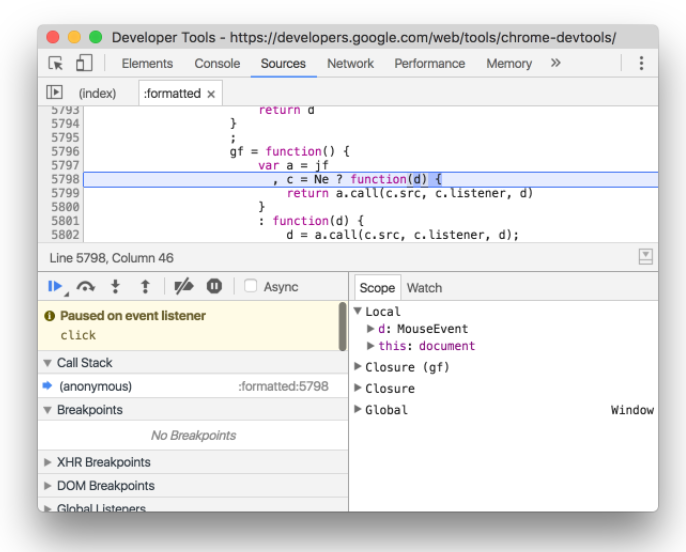 Developer Tools - https://developers.google.com/web/tools/chrome-devtools/
Elements Console Sources Network Performance Memory »
(index) :formatted ×
5793 return d
5794 }
5795 ;
5796 gf = function() {
5797 var a = jf
5798 , c = Ne ? function(d) {
5799 return a.call(c.src, c.listener, d)
5800 }
5801 : function(d) {
5802 d = a.call(c.src, c.listener, d);
Line 5798, Column 46
Async
Scope Watch
Paused on event listener
click
Call Stack
(anonymous) :formatted:5798
Breakpoints
No Breakpoints
XHR Breakpoints
DOM Breakpoints
Global Listeners
Local
d: MouseEvent
this: document
Closure (gf)
Closure
Global Window